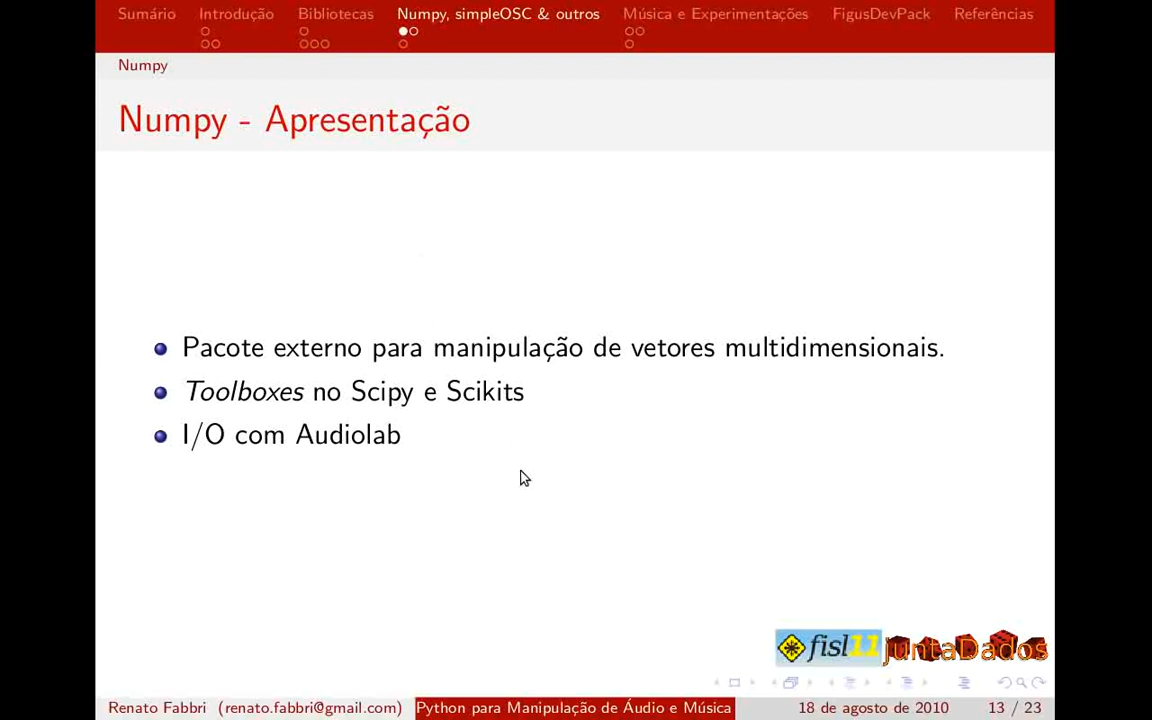 Sumário Introdução Bibliotecas Numpy, simpleOSC & outros Música e Experimentações FigusDevPack Referências
Numpy
Numpy - Apresentação
Pacote externo para manipulação de vetores multidimensionais.
Toolboxes no Scipy e Scikits
I/O com Audiolab
fisl11 juntaDados
Renato Fabbri (renato.fabbri@gmail.com) Python para Manipulação de Áudio e Música 18 de agosto de 2010 13 / 23